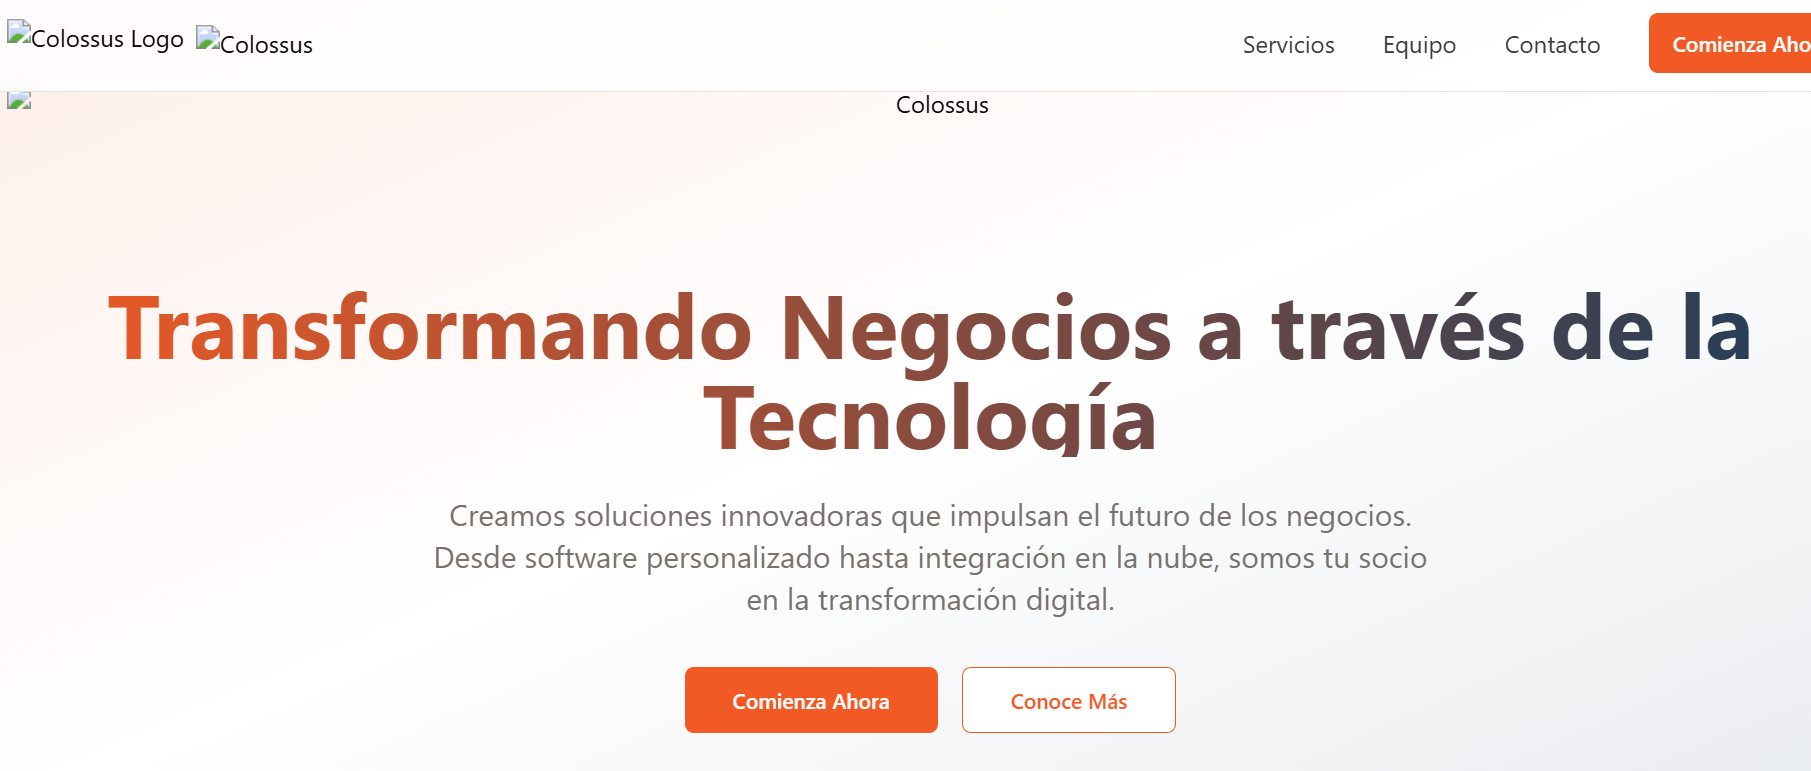 Colossus Logo Colossus Servicios Equipo Contacto Comienza Aho
Colossus
Transformando Negocios a través de la
Tecnología
Creamos soluciones innovadoras que impulsan el futuro de los negocios.
Desde software personalizado hasta integración en la nube, somos tu socio
en la transformación digital.
Comienza Ahora Conoce Más